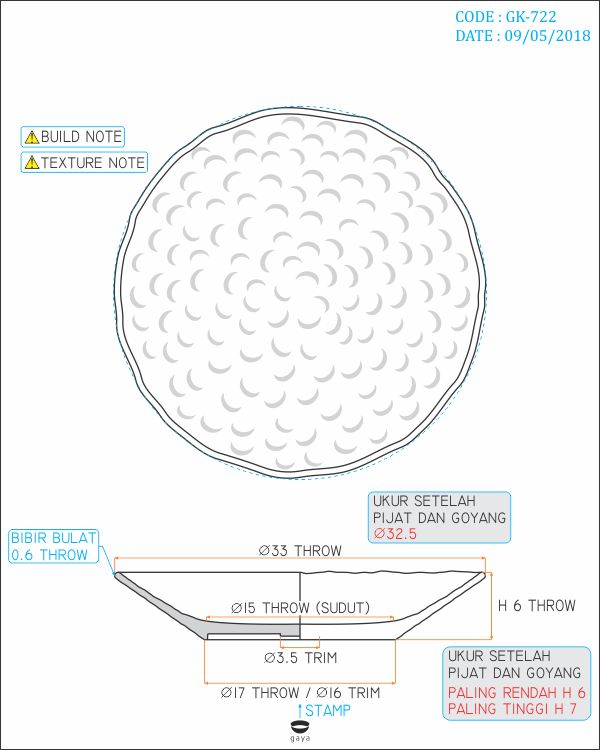 CODE : GK-722
DATE : 09/05/2018
BUILD NOTE
TEXTURE NOTE
UKUR SETELAH
PIJAT DAN GOYANG
Ø32.5
BIBIR BULAT
0.6 THROW
Ø33 THROW
Ø15 THROW (SUDUT)
H 6 THROW
Ø3.5 TRIM
UKUR SETELAH
PIJAT DAN GOYANG
PALING RENDAH H 6
PALING TINGGI H 7
Ø17 THROW / Ø16 TRIM
STAMP
gaya